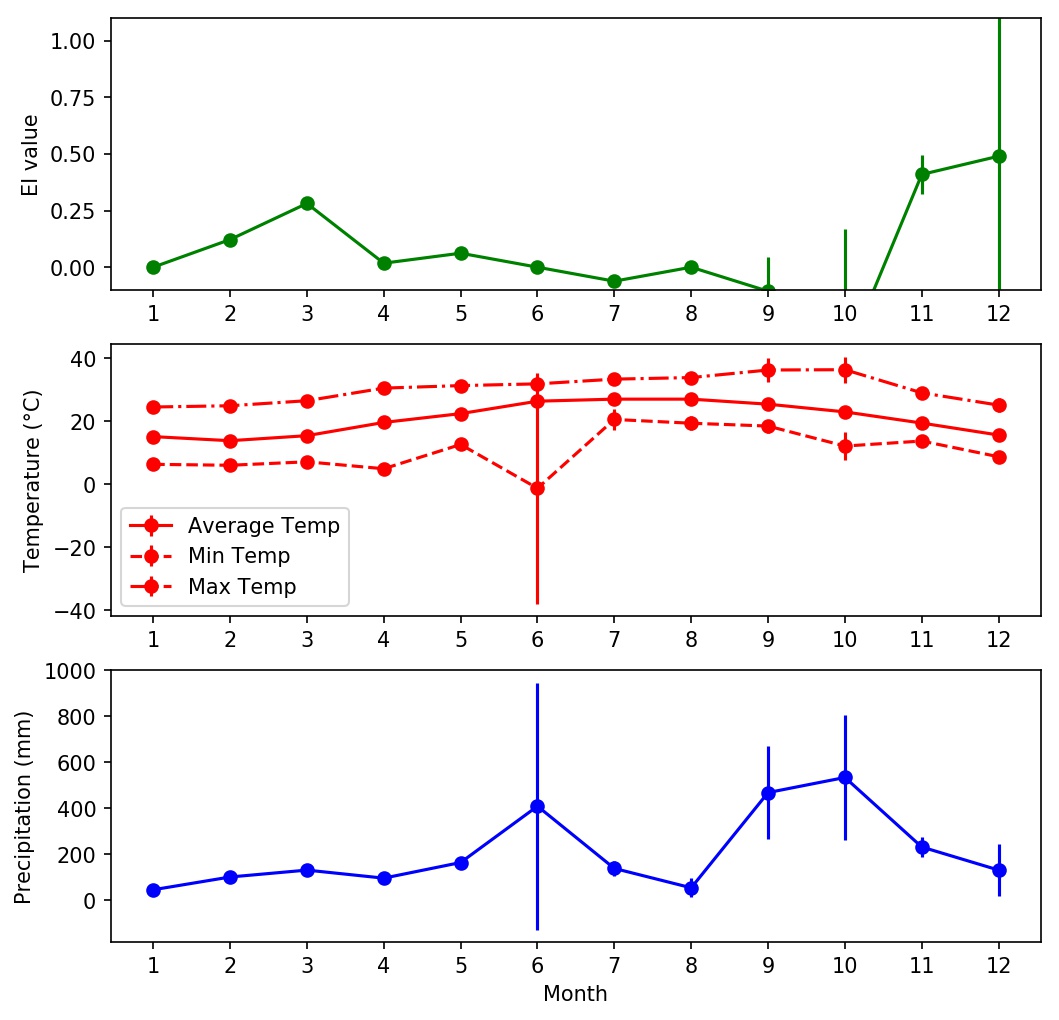 EI value
1.00
0.75
0.50
0.25
0.00
1 2 3 4 5 6 7 8 9 10 11 12
Temperature (°C)
40
20
0
−20
−40
Average Temp
Min Temp
Max Temp
1 2 3 4 5 6 7 8 9 10 11 12
Precipitation (mm)
1000
800
600
400
200
0
1 2 3 4 5 6 7 8 9 10 11 12
Month